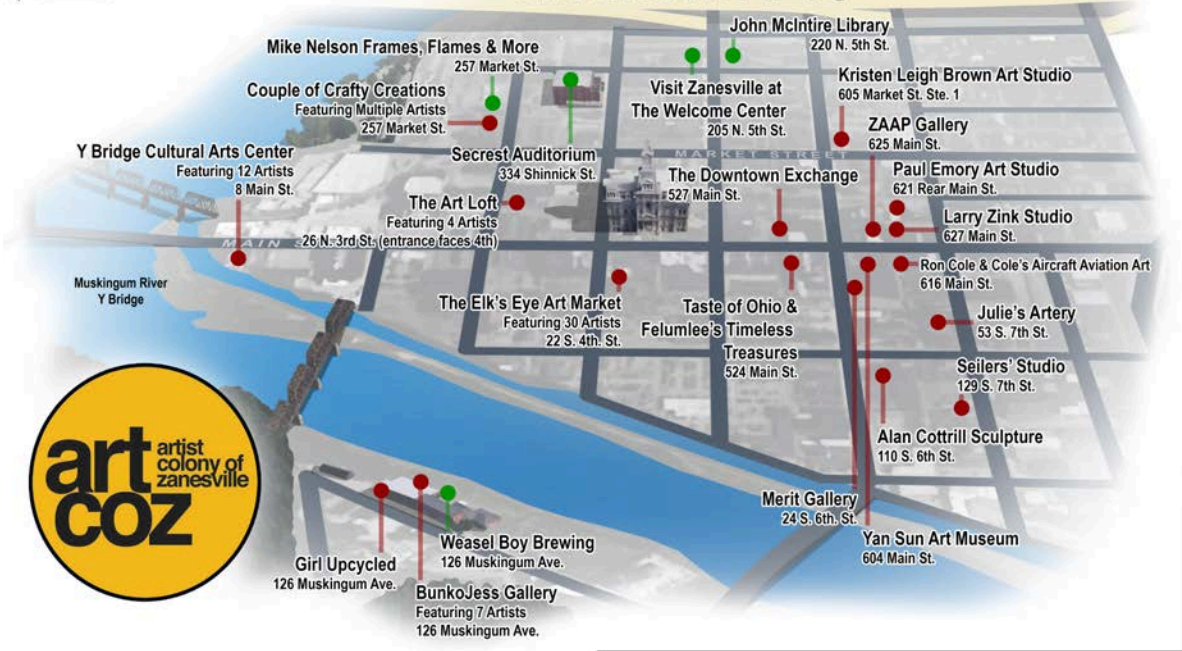 John McIntire Library
220 N. 5th St.
Mike Nelson Frames, Flames & More
257 Market St.
Kristen Leigh Brown Art Studio
605 Market St. Ste. 1
Couple of Crafty Creations
Featuring Multiple Artists
257 Market St.
Visit Zanesville at
The Welcome Center
205 N. 5th St.
ZAAP Gallery
625 Main St.
Y Bridge Cultural Arts Center
Featuring 12 Artists
8 Main St.
Secrest Auditorium
334 Shinnick St.
MARKET STREET
Paul Emory Art Studio
621 Rear Main St.
The Downtown Exchange
527 Main St.
The Art Loft
Featuring 4 Artists
26 N. 3rd St. (entrance faces 4th)
Larry Zink Studio
627 Main St.
MAIN S
Ron Cole & Cole's Aircraft Aviation Art
616 Main St.
Muskingum River
Y Bridge
The Elk's Eye Art Market
Featuring 30 Artists
22 S. 4th. St.
Taste of Ohio &
Felumlee's Timeless
Treasures
524 Main St.
Julie's Artery
53 S. 7th St.
Seilers' Studio
129 S. 7th St.
Alan Cottrill Sculpture
110 S. 6th St.
art
coz
artist
colony of
zanesville
Merit Gallery
24 S. 6th. St.
Yan Sun Art Museum
604 Main St.
Weasel Boy Brewing
126 Muskingum Ave.
Girl Upcycled
126 Muskingum Ave.
BunkoJess Gallery
Featuring 7 Artists
126 Muskingum Ave.